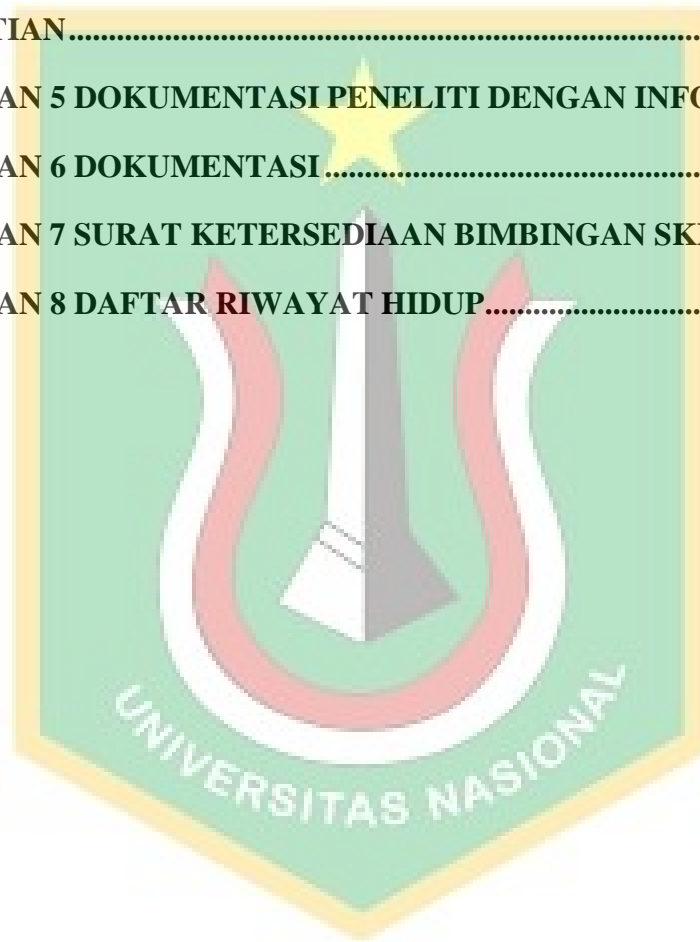 TIAN........................................................................
AN 5 DOKUMENTASI PENELITI DENGAN INFO
AN 6 DOKUMENTASI...........................................
AN 7 SURAT KETERSEDIAAN BIMBINGAN SK
AN 8 DAFTAR RIWAYAT HIDUP.........................
UNIVERSITAS NASIONAL